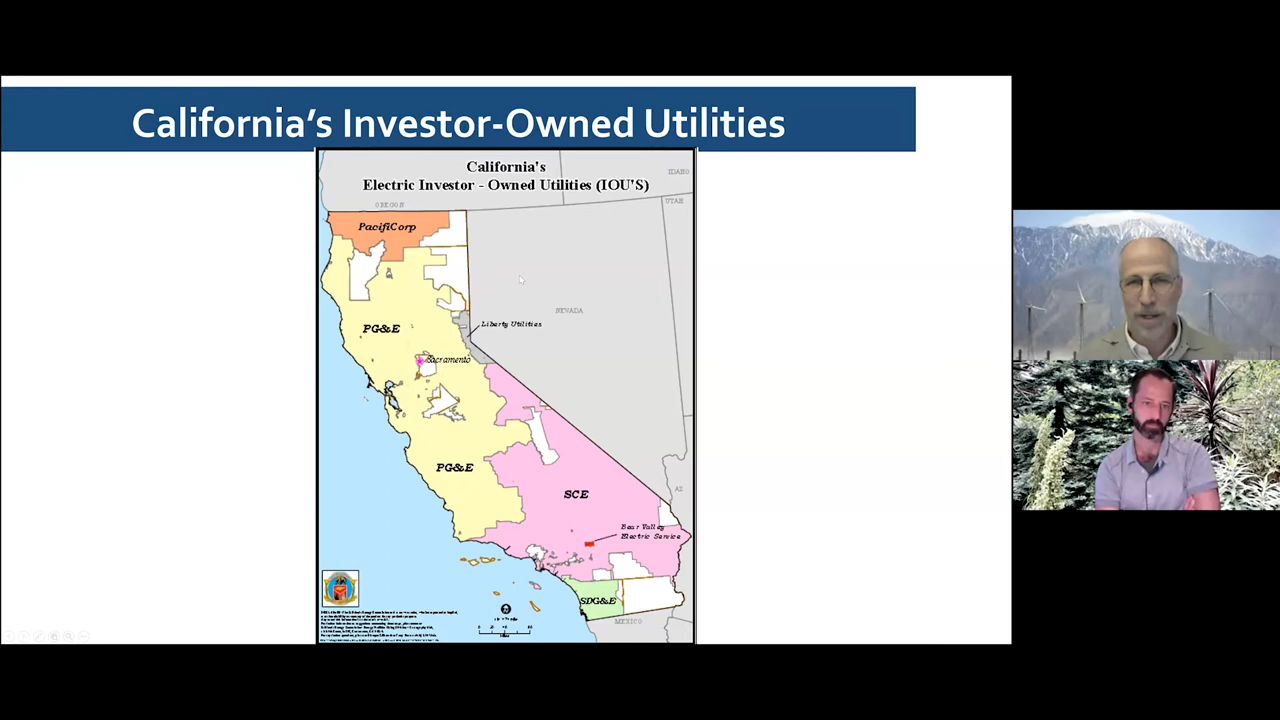 California's Investor-Owned Utilities
California's
Electric Investor - Owned Utilities (IOU'S)
IDAHO
OREGON
UTAH
PacifiCorp
NEVADA
Liberty Utilities
PG&E
Sacramento
PG&E
SCE
AZ
Bear Valley
Electric Service
SDG&E
MEXICO